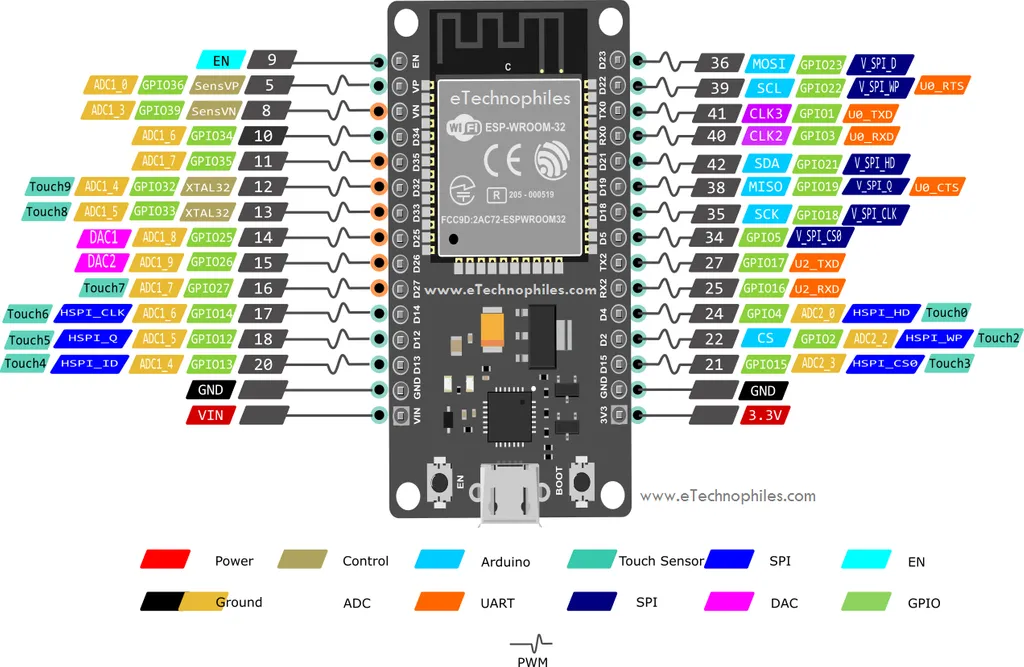 EN 9 EN
ADC1_0 GPIO36 SensVP 5 VP
ADC1_3 GPIO39 SensVN 8 VN
ADC1_6 GPIO34 10 D34
ADC1_7 GPIO35 11 D35
Touch9 ADC1_4 GPIO32 XTAL32 12 D32
Touch8 ADC1_5 GPIO33 XTAL32 13 D33
DAC1 ADC1_8 GPIO25 14 D25
DAC2 ADC1_9 GPIO26 15 D26
Touch7 ADC1_7 GPIO27 16 D27
Touch6 HSPI_CLK ADC1_6 GPIO14 17 D14
Touch5 HSPI_Q ADC1_5 GPIO12 18 D12
Touch4 HSPI_ID ADC1_4 GPIO13 20 D13
GND GND
VIN VIN
C
eTechnophiles
WiFi ESP-WROOM-32
CE
R 205-000519
FCC9D:2AC72-ESPWROOM32
www.eTechnophiles.com
EN
BOOT
D23 36 MOSI GPIO23 V_SPI_D
D22 39 SCL GPIO22 V_SPI_WP U0_RTS
TX0 41 CLK3 GPIO1 U0_TXD
RX0 40 CLK2 GPIO3 U0_RXD
D21 42 SDA GPIO21 V_SPI_HD
D19 38 MISO GPIO19 V_SPI_Q U0_CTS
D18 35 SCK GPIO18 V_SPI_CLK
D5 34 GPIO5 V_SPI_CS0
TX2 27 GPIO17 U2_TXD
RX2 25 GPIO16 U2_RXD
D4 24 GPIO4 ADC2_0 HSPI_HD Touch0
D2 22 CS GPIO2 ADC2_2 HSPI_WP Touch2
D15 21 GPIO15 ADC2_3 HSPI_CS0 Touch3
GND GND
3V3 3.3V
www.eTechnophiles.com
Power Control Arduino Touch Sensor SPI EN
Ground ADC UART SPI DAC GPIO
PWM